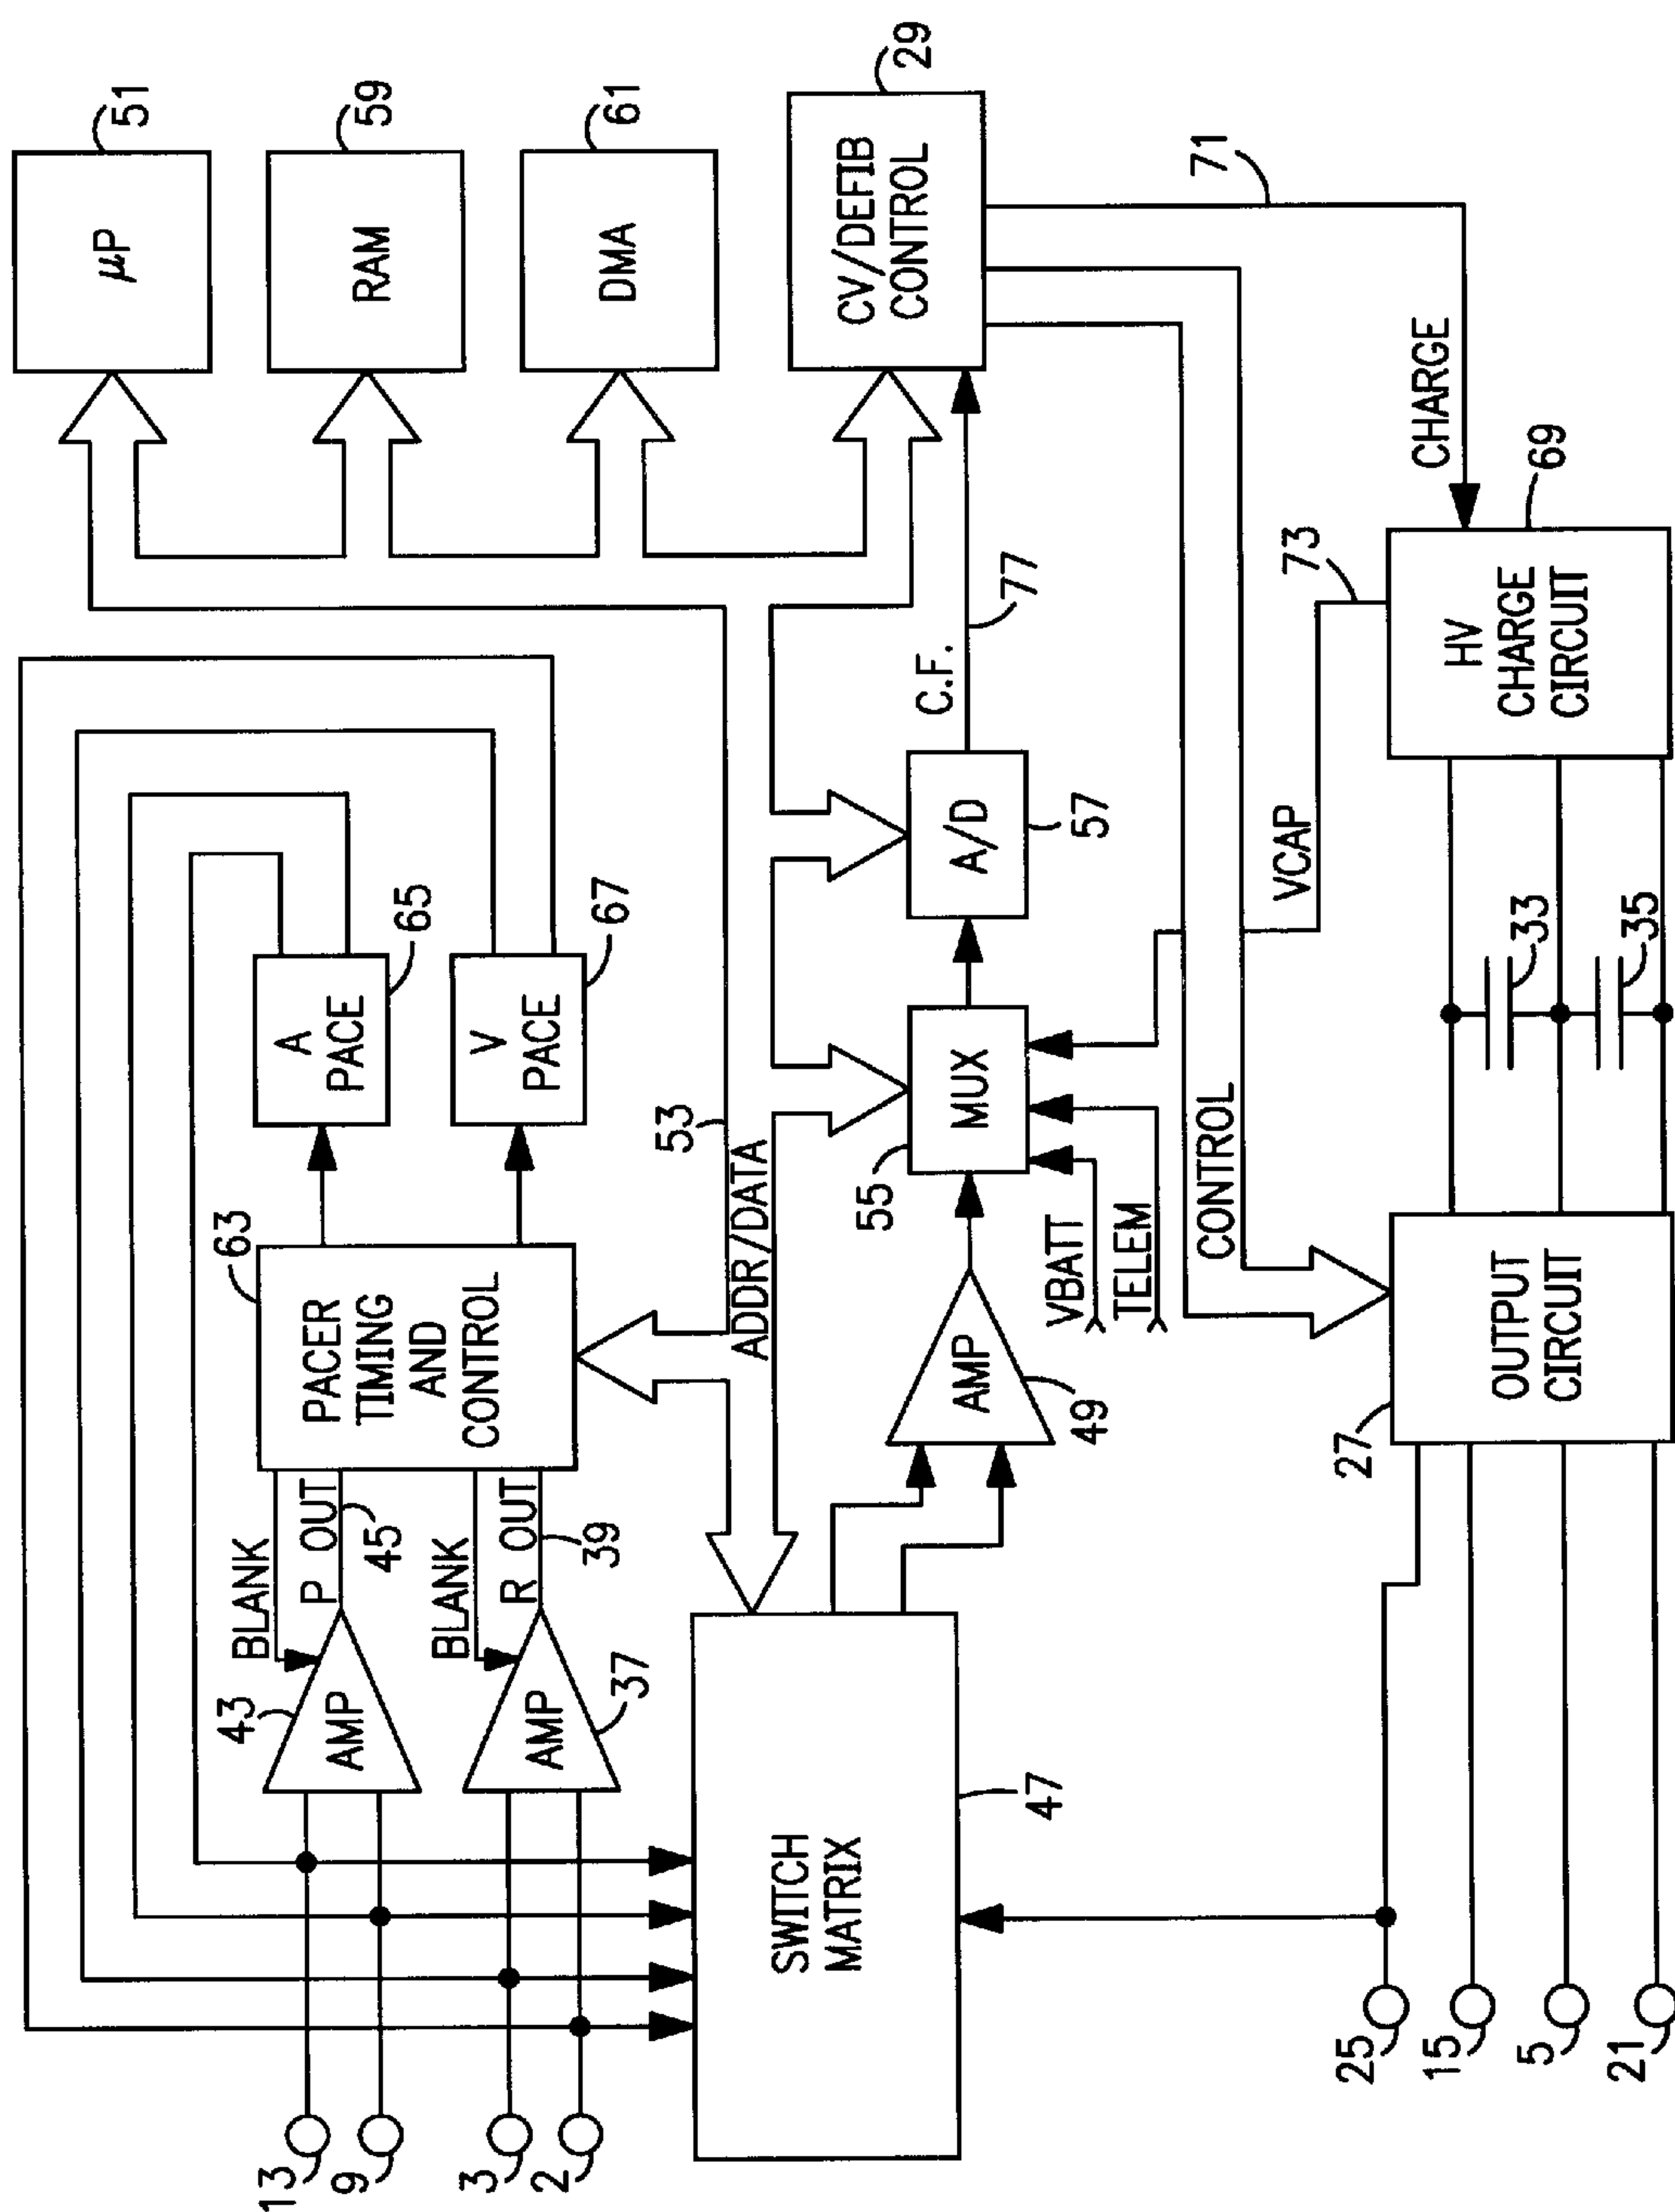 13
9
3
2
43
AMP
BLANK
P OUT
45
37
AMP
BLANK
R OUT
39
63
PACER
TIMING
AND
CONTROL
A
PACE
65
V
PACE
67
53
ADDR/DATA
μP
51
RAM
59
DMA
61
CV/DEFIB
CONTROL
29
SWITCH
MATRIX
47
AMP
49
VBATT
TELEM
55
MUX
A/D
57
C.F.
77
CONTROL
71
CHARGE
VCAP
73
25
15
5
21
27
OUTPUT
CIRCUIT
33
35
HV
CHARGE
CIRCUIT
69